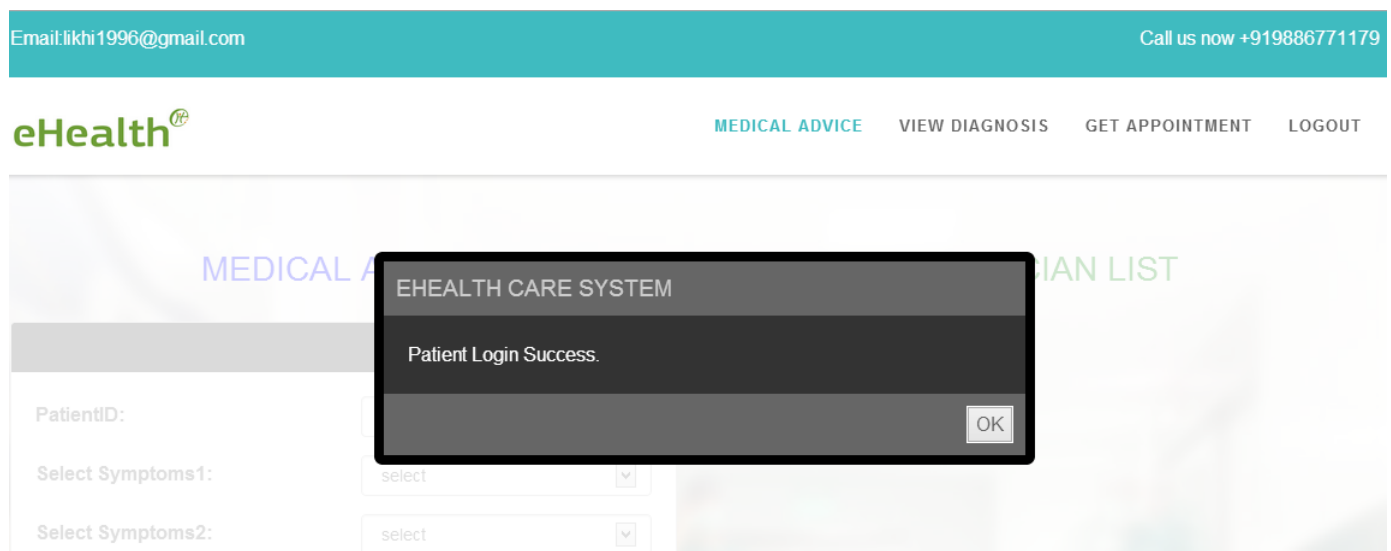 Email:likhi1996@gmail.com
Call us now +919886771179
eHealth
MEDICAL ADVICE VIEW DIAGNOSIS GET APPOINTMENT LOGOUT
MEDICAL
LIST
EHEALTH CARE SYSTEM
Patient Login Success.
OK
PatientID:
Select Symptoms1: select
Select Symptoms2: select